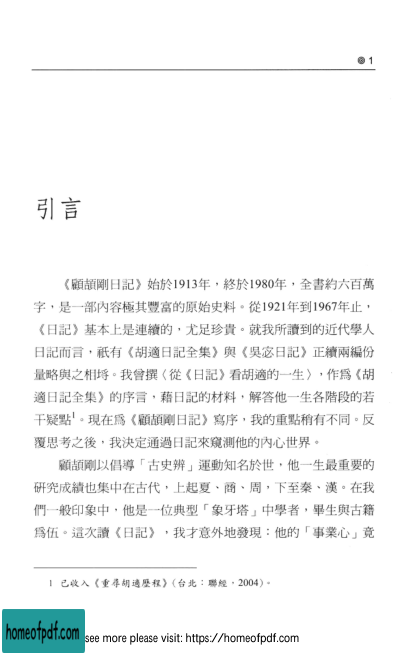 ⊙ 1
引言
《顧頡剛日記》始於1913年，終於1980年，全書約六百萬
字，是一部內容極其豐富的原始史料。從1921年到1967年止，
《日記》基本上是連續的，尤足珍貴。就我所讀到的近代學人
日記而言，祇有《胡適日記全集》與《吳宓日記》正續兩編份
量略與之相埒。我曾撰〈從《日記》看胡適的一生〉，作爲《胡
適日記全集》的序言，藉日記的材料，解答他一生各階段的若
干疑點1。現在爲《顧頡剛日記》寫序，我的重點稍有不同。反
覆思考之後，我決定通過日記來窺測他的內心世界。
顧頡剛以倡導「古史辨」運動知名於世，他一生最重要的
研究成績也集中在古代，上起夏、商、周，下至秦、漢。在我
們一般印象中，他是一位典型「象牙塔」中學者，畢生與古籍
爲伍。這次讀《日記》，我才意外地發現：他的「事業心」竟
1 已收入《重尋胡適歷程》（台北：聯經，2004）。
homeofpdf.com
see more please visit: https://homeofpdf.com